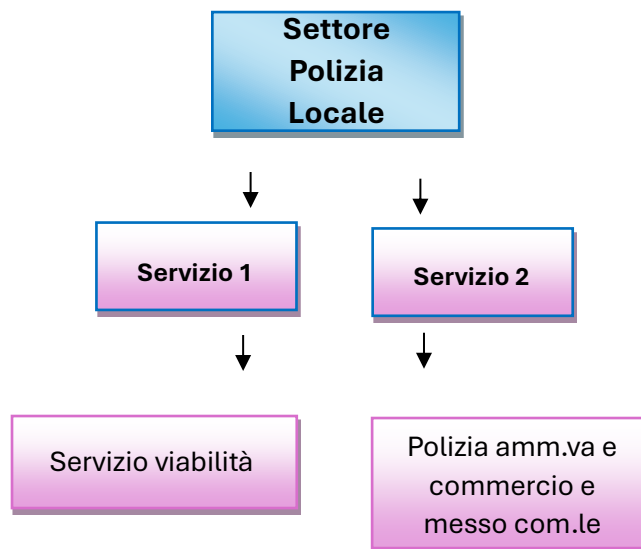 Settore
Polizia
Locale
Servizio 1
Servizio 2
Servizio viabilità
Polizia amm.va e
commercio e
messo com.le